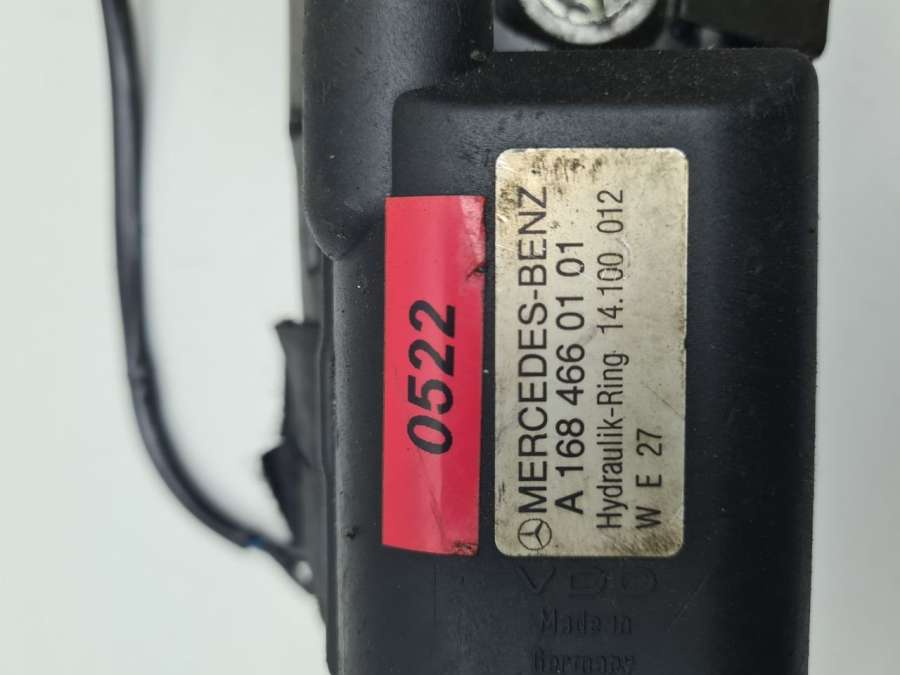 0522
MERCEDES-BENZ
A 168 466 01 01
Hydraulik-Ring 14.100 012
W E 27
VDO
Made in
Germany